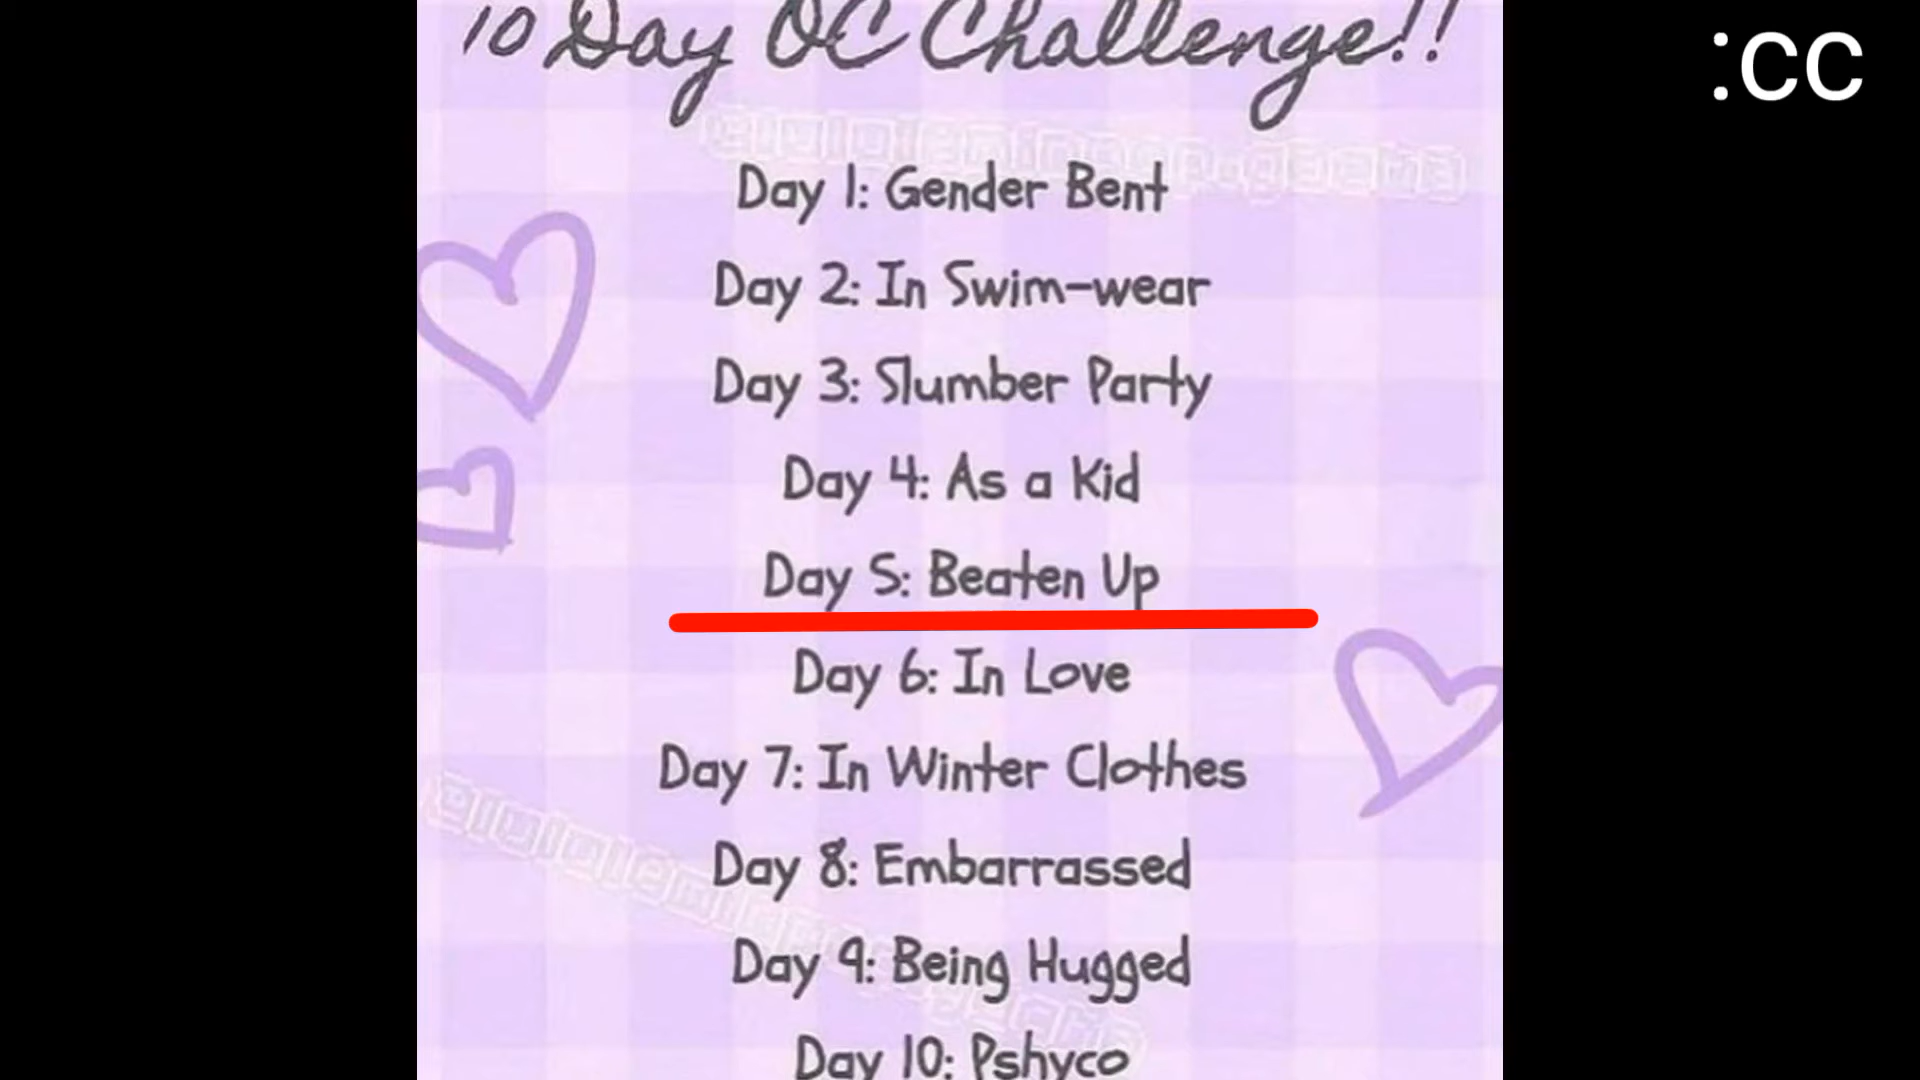 10 Day OC Challenge!!
:cc
Day 1: Gender Bent
Day 2: In Swim-wear
Day 3: Slumber Party
Day 4: As a Kid
Day 5: Beaten Up
Day 6: In Love
Day 7: In Winter Clothes
Day 8: Embarrassed
Day 9: Being Hugged
Day 10: Pshyco